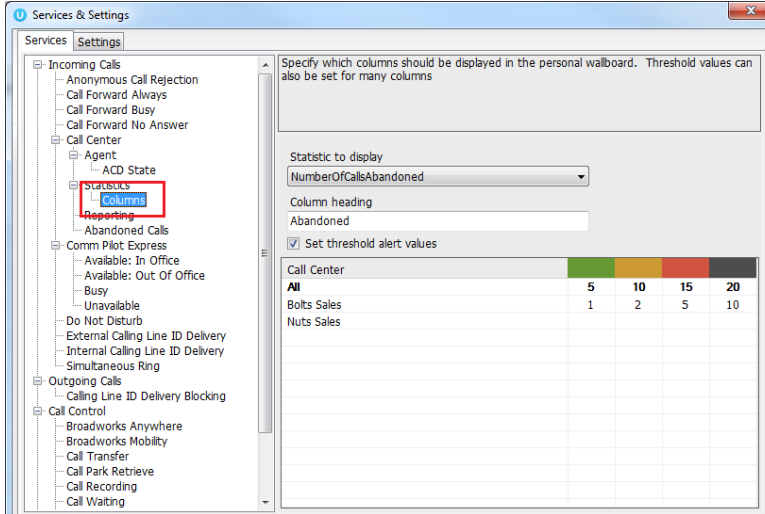 U Services & Settings
Services Settings
Incoming Calls
Anonymous Call Rejection
Call Forward Always
Call Forward Busy
Call Forward No Answer
Call Center
Agent
ACD State
Statistics
Columns
Reporting
Abandoned Calls
Comm Pilot Express
Available: In Office
Available: Out Of Office
Busy
Unavailable
Do Not Disturb
External Calling Line ID Delivery
Internal Calling Line ID Delivery
Simultaneous Ring
Outgoing Calls
Calling Line ID Delivery Blocking
Call Control
Broadworks Anywhere
Broadworks Mobility
Call Transfer
Call Park Retrieve
Call Recording
Call Waiting
Specify which columns should be displayed in the personal wallboard. Threshold values can
also be set for many columns
Statistic to display
NumberOfCallsAbandoned
Column heading
Abandoned
Set threshold alert values
Call Center
All 5 10 15 20
Bolts Sales 1 2 5 10
Nuts Sales